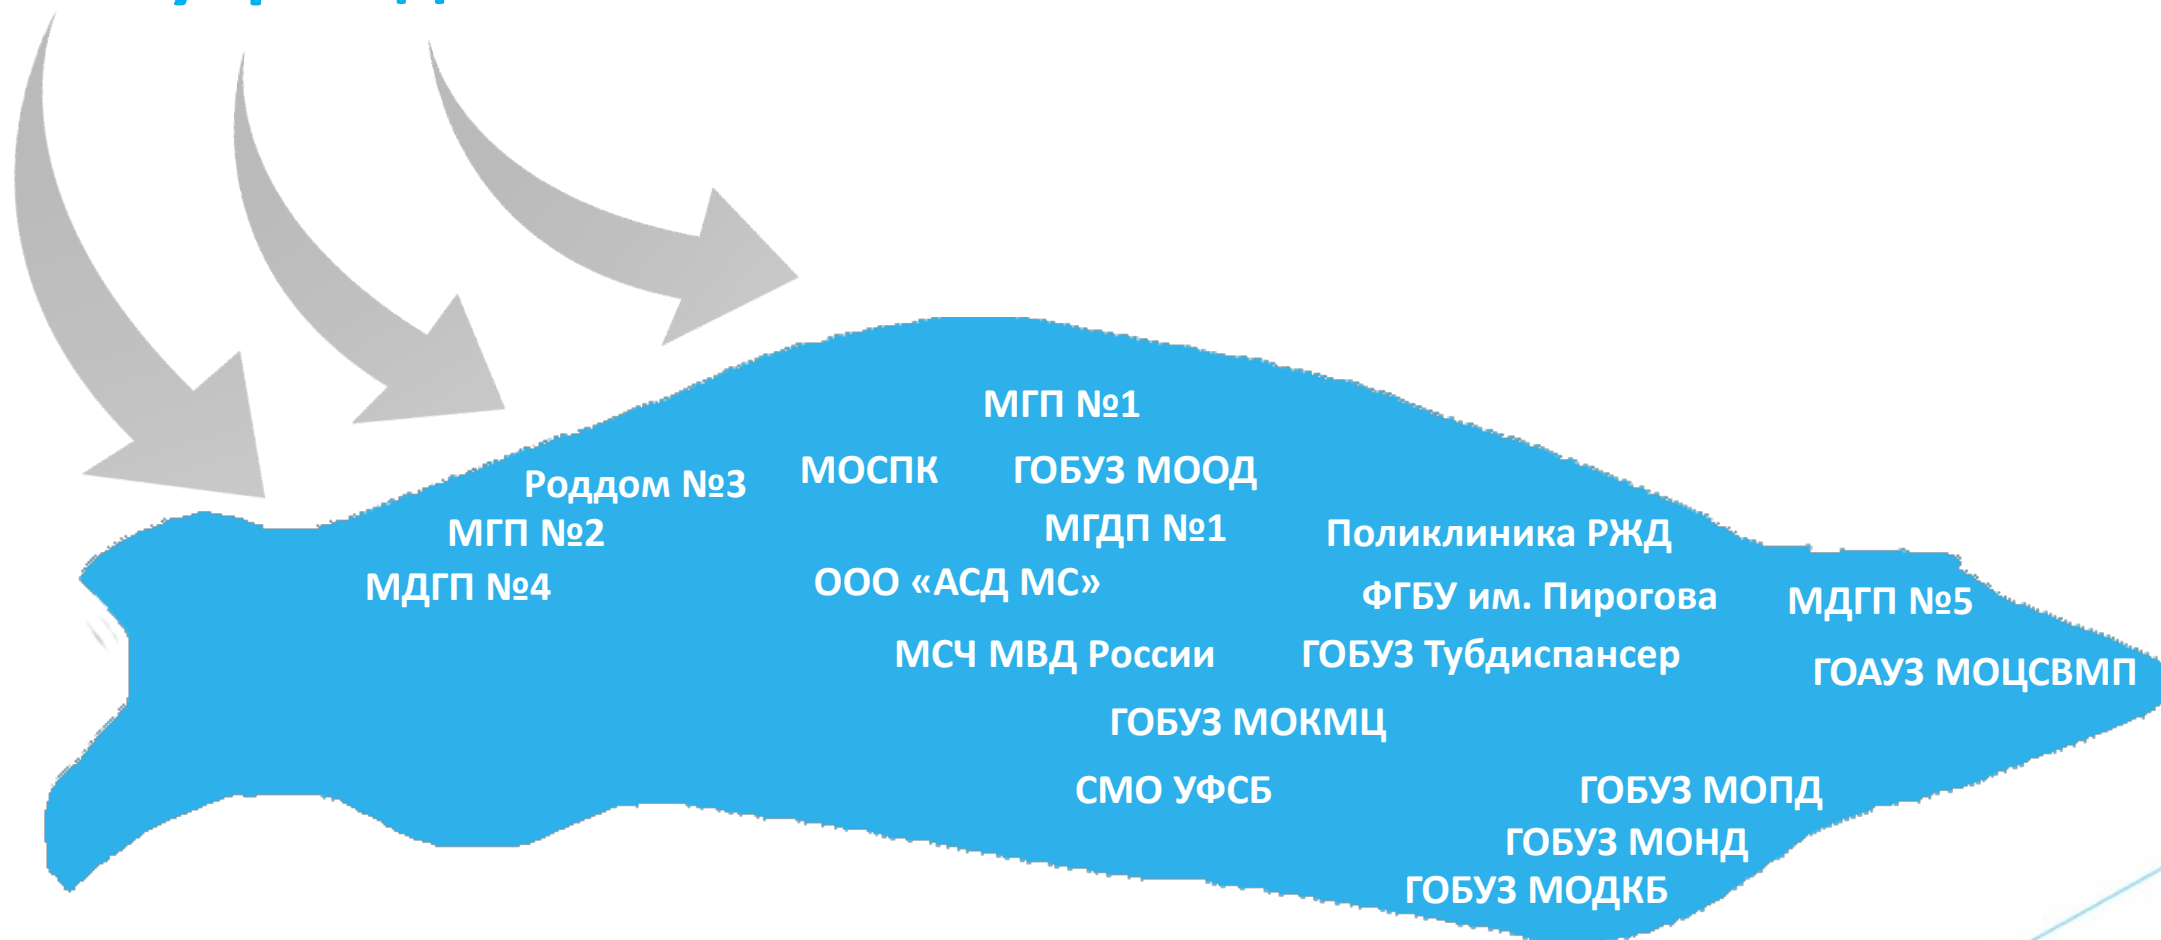 МГП №1
Роддом №3
МОСПК
ГОБУЗ МООД
МГП №2
МГДП №1
Поликлиника РЖД
МДГП №4
ООО «АСД МС»
ФГБУ им. Пирогова
МДГП №5
МСЧ МВД России
ГОБУЗ Тубдиспансер
ГОАУЗ МОЦСВМП
ГОБУЗ МОКМЦ
СМО УФСБ
ГОБУЗ МОПД
ГОБУЗ МОНД
ГОБУЗ МОДКБ